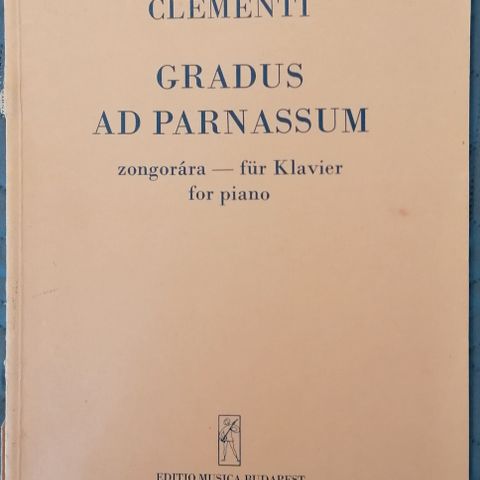 CLEMENTI
GRADUS
AD PARNASSUM
zongorára — für Klavier
for piano
EDITIO MUSICA BUDAPEST